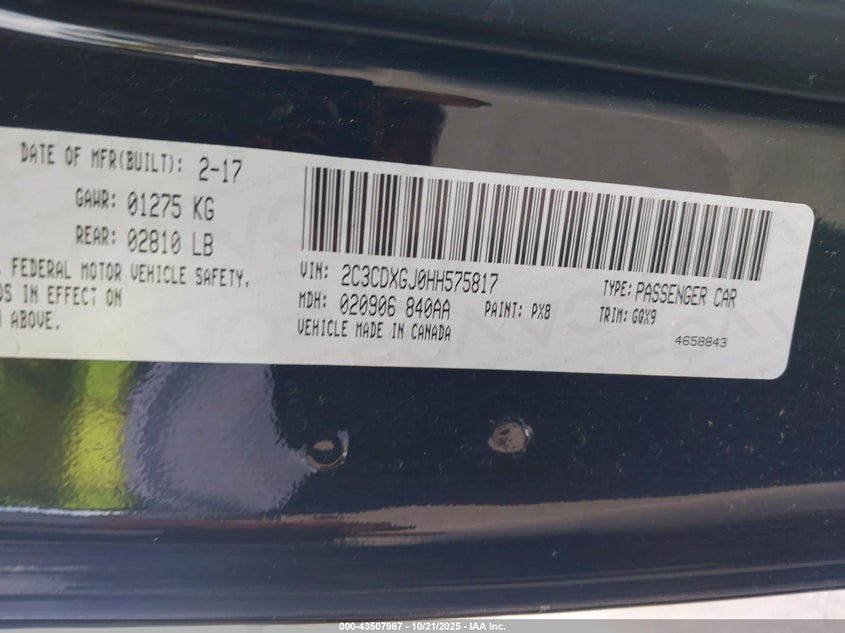 DATE OF MFR(BUILT): 2-17
GAWR: 01275 KG
REAR: 02810 LB
FEDERAL MOTOR VEHICLE SAFETY,
IN EFFECT ON
ABOVE.
VIN: 2C3CDXGJ0HH575817
MDH: 020906 840AA PAINT: PX8
VEHICLE MADE IN CANADA
TYPE: PASSENGER CAR
TRIM: GQX9
4658843
000-43507987 - 10/21/2025 - IAA Inc.